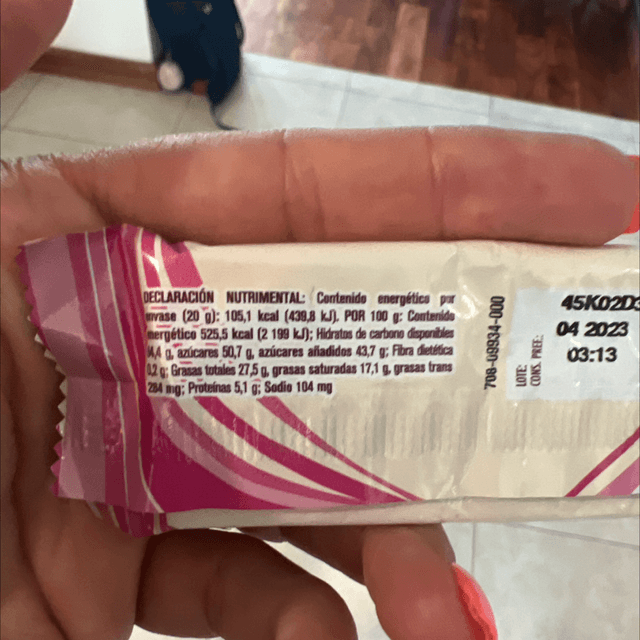 DECLARACIÓN NUTRIMENTAL: Contenido energético por
envase (20 g): 105,1 kcal (439,8 kJ). POR 100 g: Contenido
energético 525,5 kcal (2 199 kJ); Hidratos de carbono disponibles
g, azúcares 50,7 g, azúcares añadidos 43,7 g; Fibra dietética
g; Grasas totales 27,5 g, grasas saturadas 17,1 g, grasas trans
284 mg; Proteínas 5,1 g; Sodio 104 mg
708-09934-000
LOTE:
CONS. PREF.:
45K02D3
04 2023
03:13